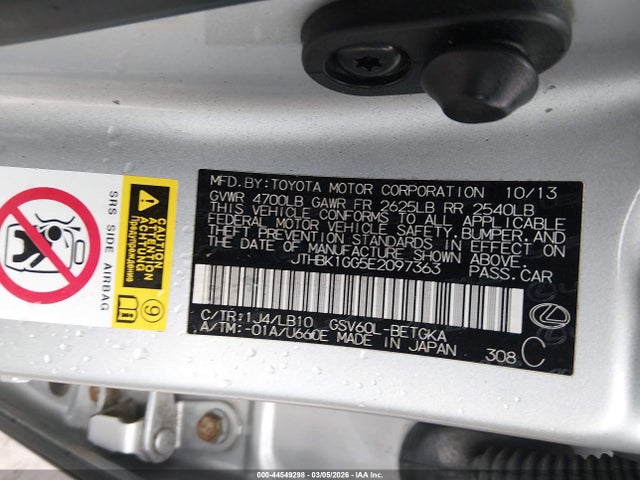 MFD. BY: TOYOTA MOTOR CORPORATION 10/13
GVWR 4700LB GAWR FR 2625LB RR 2540LB
THIS VEHICLE CONFORMS TO ALL APPLICABLE
FEDERAL MOTOR VEHICLE SAFETY, BUMPER, AND
THEFT PREVENTION STANDARDS IN EFFECT ON
THE DATE OF MANUFACTURE SHOWN ABOVE.
JTHBK1GG5E2097363 PASS.CAR
C/TR: 1J4/LB10 GSV60L-BETGKA
A/TM: -01A/U660E MADE IN JAPAN 308 C
SRS SIDE AIRBAG
Achtung
9
000-44549298 - 03/05/2026 - IAA Inc.